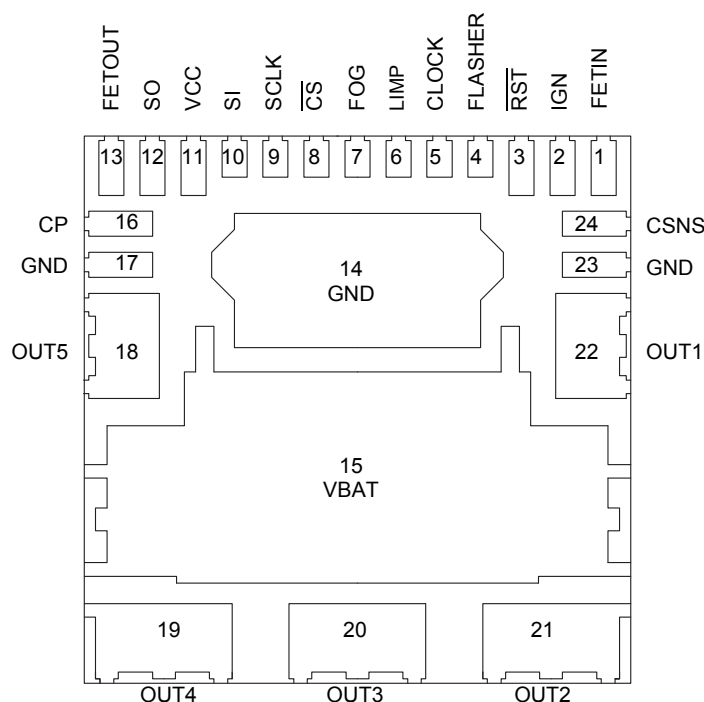 FETOUT
SO
VCC
SI
SCLK
CS
FOG
LIMP
CLOCK
FLASHER
RST
IGN
FETIN
13 12 11 10 9 8 7 6 5 4 3 2 1
CP 16 24 CSNS
GND 17 23 GND
14
GND
OUT5 18 22 OUT1
15
VBAT
19 20 21
OUT4 OUT3 OUT2